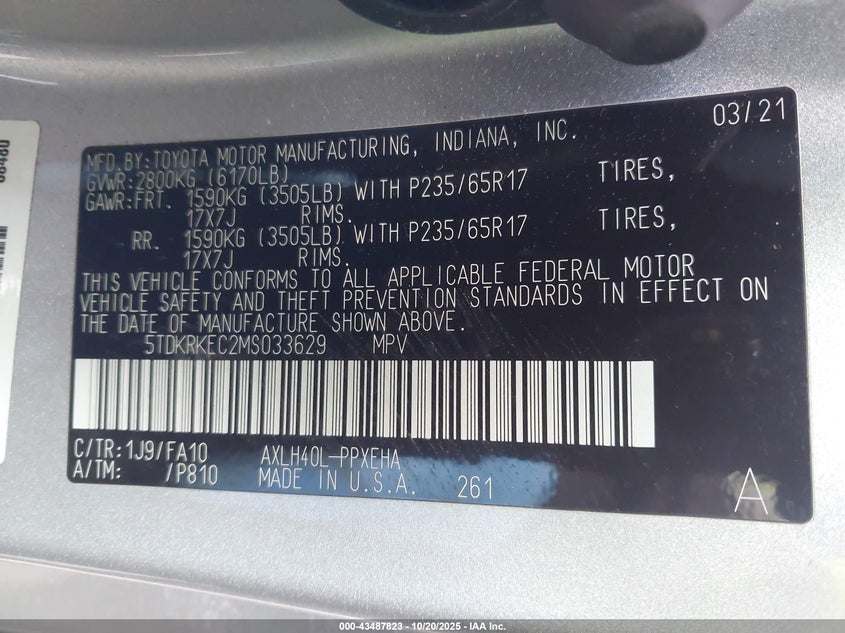 03/21
MFD.BY:TOYOTA MOTOR MANUFACTURING, INDIANA, INC.
GVWR:2800KG (6170LB)
GAWR:FRT. 1590KG (3505LB) WITH P235/65R17 TIRES,
17X7J RIMS.
RR. 1590KG (3505LB) WITH P235/65R17 TIRES,
17X7J RIMS.
THIS VEHICLE CONFORMS TO ALL APPLICABLE FEDERAL MOTOR
VEHICLE SAFETY AND THEFT PREVENTION STANDARDS IN EFFECT ON
THE DATE OF MANUFACTURE SHOWN ABOVE.
5TDKRKEC2MS033629 MPV
C/TR:1J9/FA10 AXLH40L-PPXEHA
A/TM: /P810 MADE IN U.S.A. 261
A
000-43487823 - 10/20/2025 - IAA Inc.